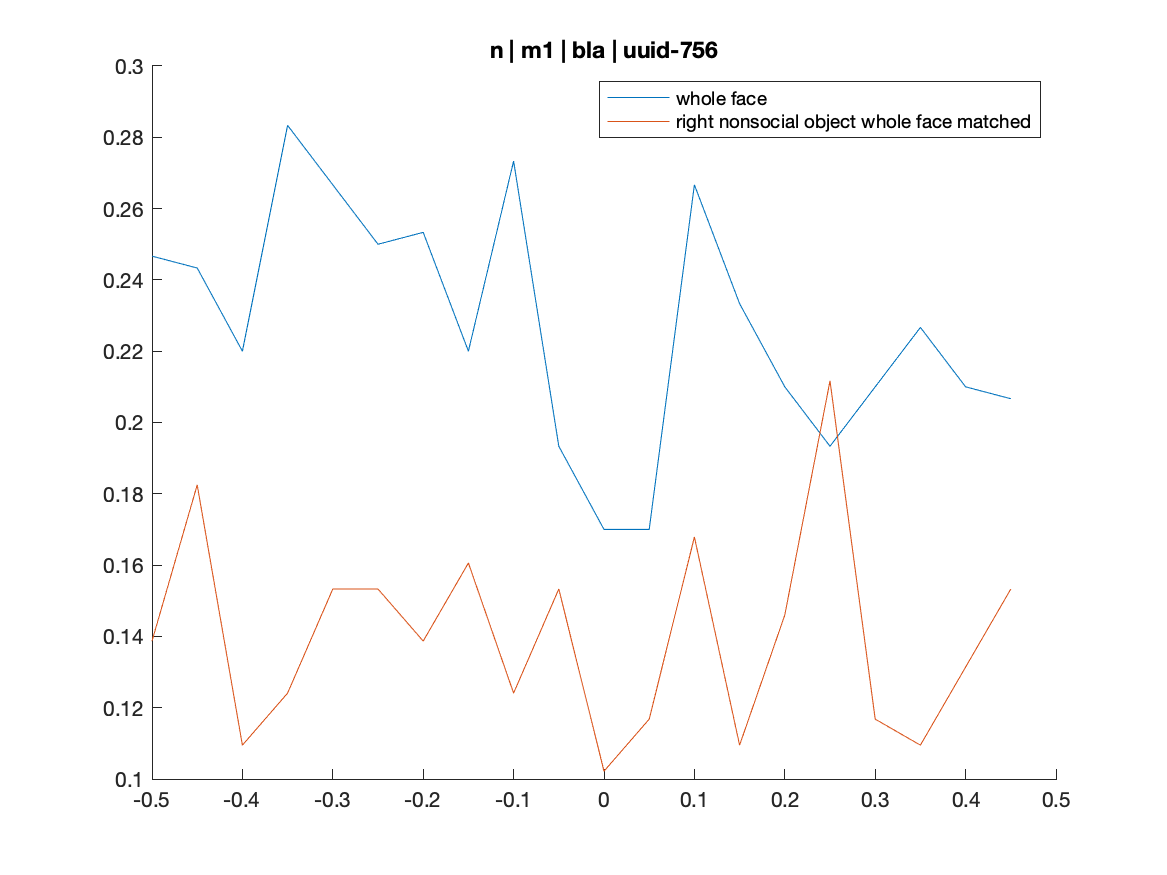 n | m1 | bla | uuid-756
whole face
right nonsocial object whole face matched
0.3
0.28
0.26
0.24
0.22
0.2
0.18
0.16
0.14
0.12
0.1
-0.5 -0.4 -0.3 -0.2 -0.1 0 0.1 0.2 0.3 0.4 0.5